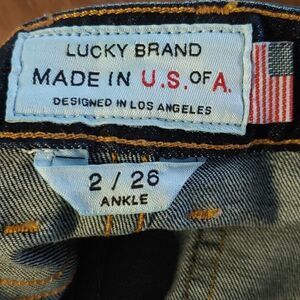 LUCKY BRAND
MADE IN U.S. OF A.
DESIGNED IN LOS ANGELES
2 / 26
ANKLE